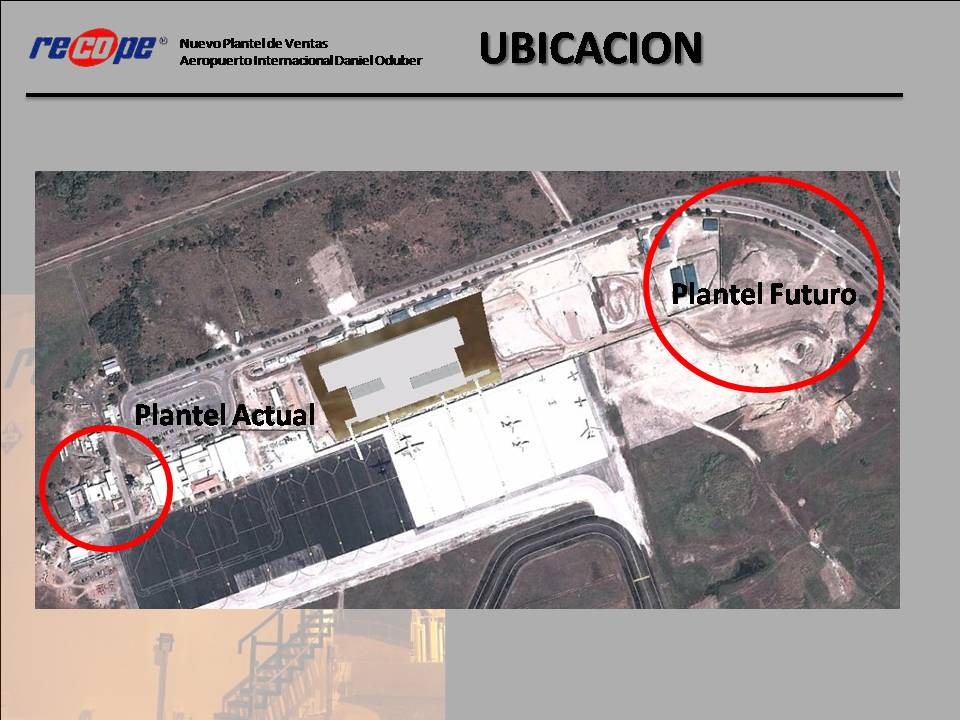 recope®
Nuevo Plantel de Ventas
Aeropuerto Internacional Daniel Oduber
UBICACION
Plantel Futuro
Plantel Actual